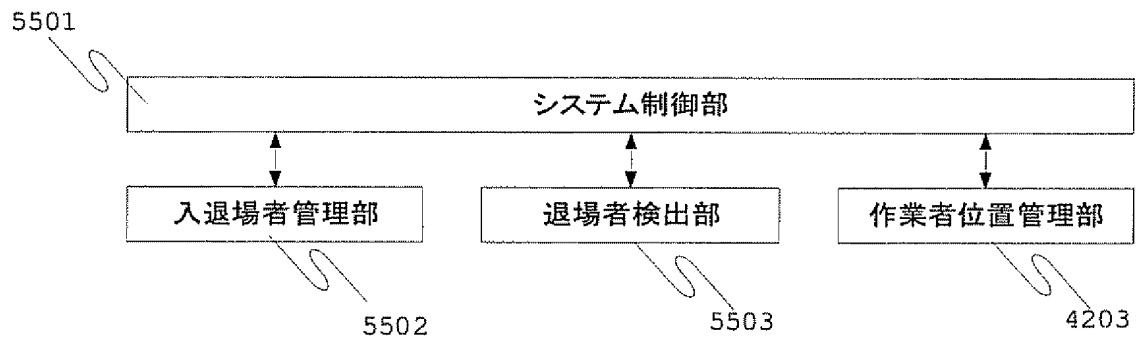 5501
システム制御部
入退場者管理部
退場者検出部
作業者位置管理部
5502
5503
4203